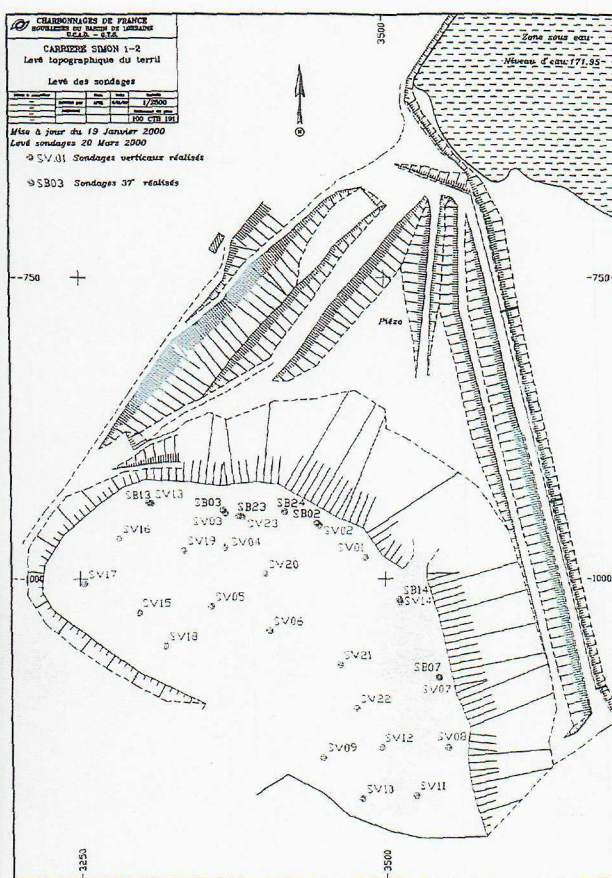 CHARBONNAGES DE FRANCE
HOUILLERES DU BASSIN DE LORRAINE
U.C.A.D. - G.T.S.
CARRIERE SIMON 1-2
Levé topographique du terril
Levé des sondages
1/2500
100 CTB 191
Mise à jour du 19 Janvier 2000
Levé sondages 20 Mars 2000
SV.01 Sondages verticaux réalisés
SB03 Sondages 37° réalisés
3500
Zone sous eau
Niveau d'eau:171.95
-750
-750
Piézo
SB13 SV13
SB03
SB23
SB24
SB02
SV03
SV23
SV02
SV16
SV19
SV04
SV01
SV20
SV17
-1000
-1000
SB14
SV14
SV15
SV05
SV06
SV18
SV21
SB07
SV07
SV22
SV12
SV08
SV09
SV10
SV11
3250
3500